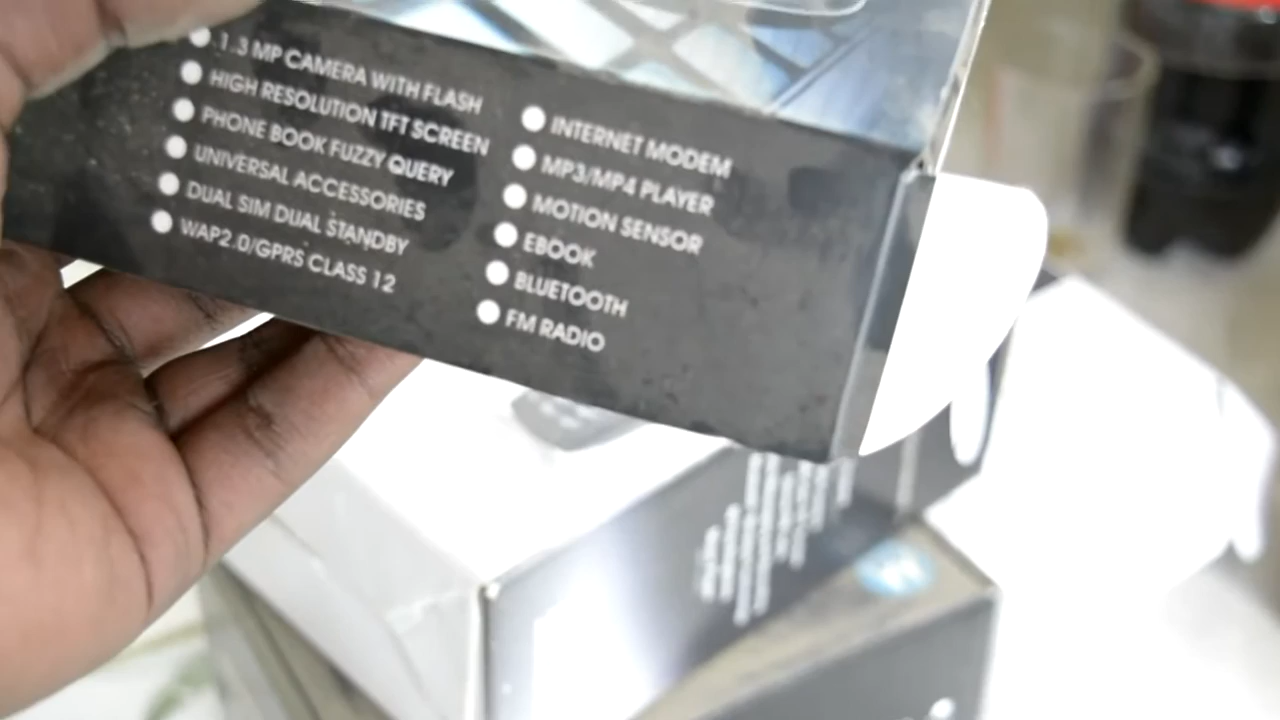 1.3 MP CAMERA WITH FLASH
HIGH RESOLUTION TFT SCREEN
PHONE BOOK FUZZY QUERY
UNIVERSAL ACCESSORIES
DUAL SIM DUAL STANDBY
WAP2.0/GPRS CLASS 12
INTERNET MODEM
MP3/MP4 PLAYER
MOTION SENSOR
EBOOK
BLUETOOTH
FM RADIO